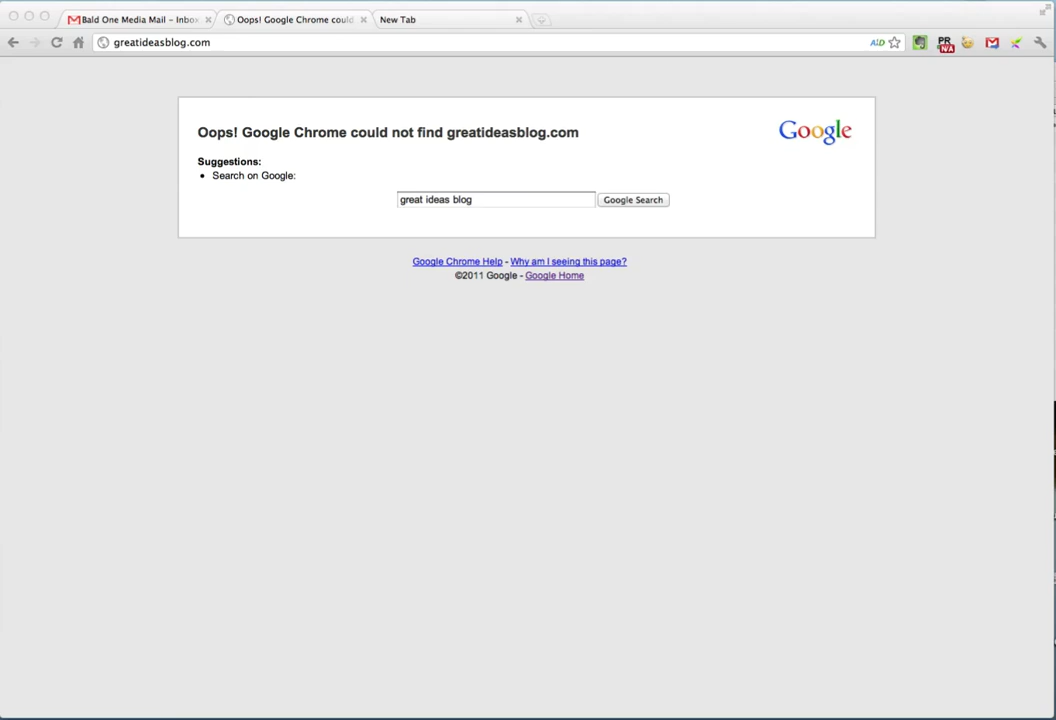 Bald One Media Mail – Inbox Oops! Google Chrome could New Tab
greatideasblog.com
PR
N/A
Oops! Google Chrome could not find greatideasblog.com
Google
Suggestions:
• Search on Google:
great ideas blog Google Search
Google Chrome Help - Why am I seeing this page?
©2011 Google - Google Home